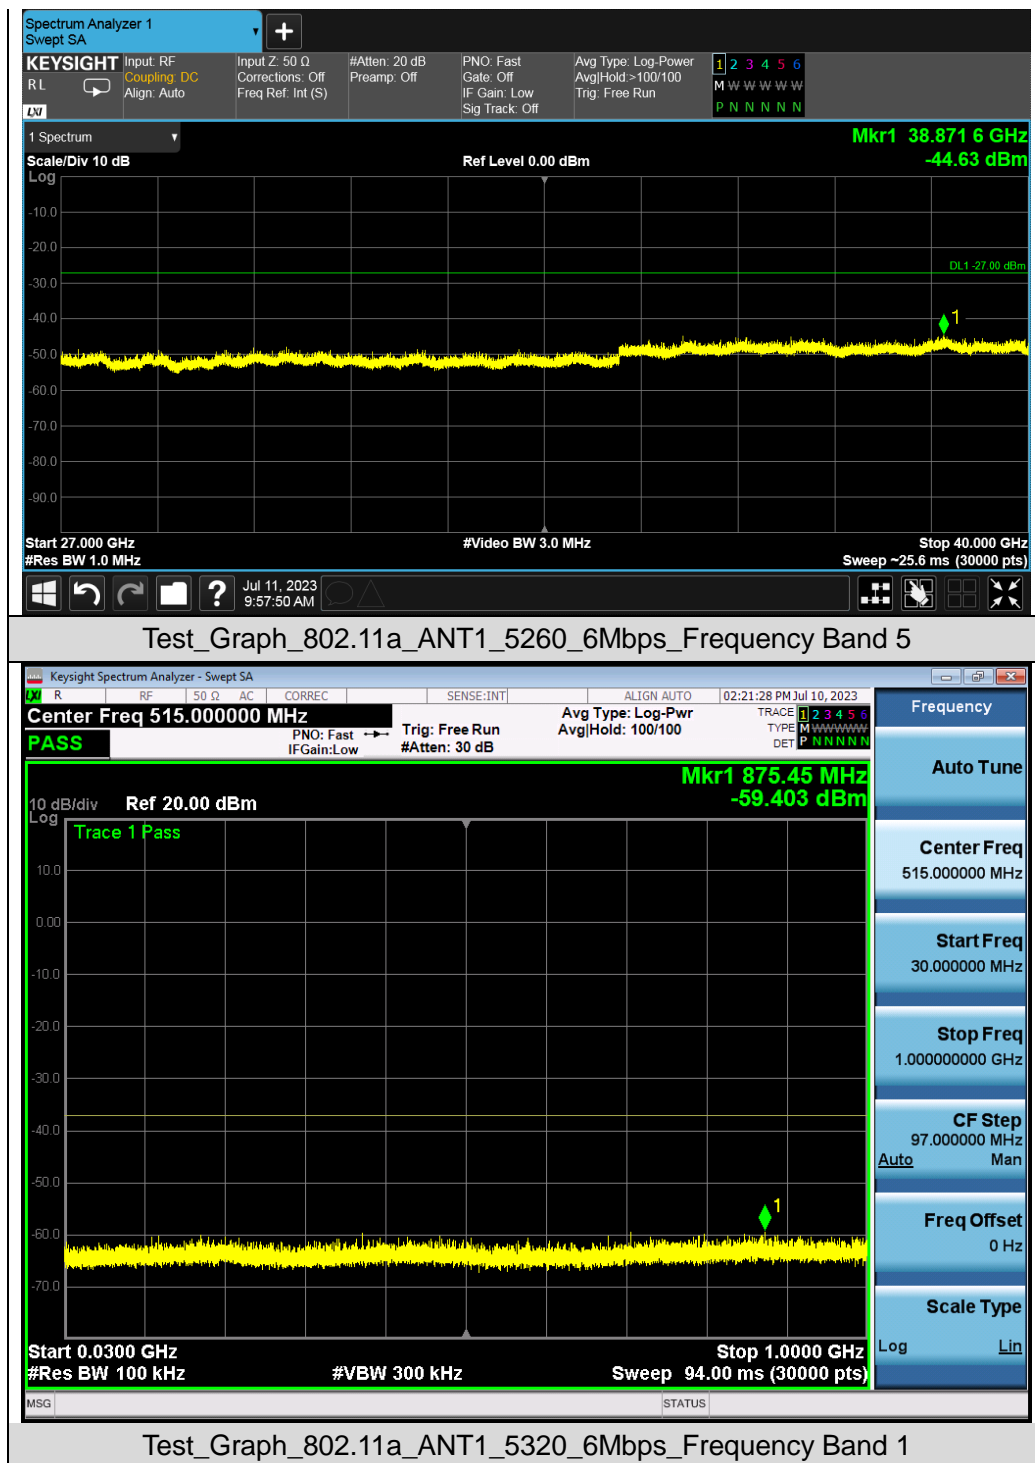 Spectrum Analyzer 1
Swept SA
KEYSIGHT Input: RF Input Z: 50 Ω #Atten: 20 dB PNO: Fast Avg Type: Log-Power 1 2 3 4 5 6
R L Coupling: DC Corrections: Off Preamp: Off Gate: Off Avg|Hold:>100/100 M W W W W W
Align: Auto Freq Ref: Int (S) IF Gain: Low Trig: Free Run
LXI Sig Track: Off P N N N N N
1 Spectrum Mkr1 38.871 6 GHz
Scale/Div 10 dB Ref Level 0.00 dBm -44.63 dBm
Log
-10.0
-20.0
DL1 -27.00 dBm
-30.0
-40.0
1
-50.0
-60.0
-70.0
-80.0
-90.0
Start 27.000 GHz #Video BW 3.0 MHz Stop 40.000 GHz
#Res BW 1.0 MHz Sweep ~25.6 ms (30000 pts)
? Jul 11, 2023
9:57:50 AM
Test_Graph_802.11a_ANT1_5260_6Mbps_Frequency Band 5
Keysight Spectrum Analyzer - Swept SA
LXI R RF 50 Ω AC CORREC SENSE:INT ALIGN AUTO 02:21:28 PM Jul 10, 2023
Center Freq 515.000000 MHz Avg Type: Log-Pwr TRACE 1 2 3 4 5 6
PNO: Fast Trig: Free Run Avg|Hold: 100/100 TYPE M W W W W W
PASS IFGain:Low #Atten: 30 dB DET P N N N N N
Mkr1 875.45 MHz
10 dB/div Ref 20.00 dBm -59.403 dBm
Log
Trace 1 Pass
10.0
0.00
-10.0
-20.0
-30.0
-40.0
-50.0
1
-60.0
-70.0
Start 0.0300 GHz Stop 1.0000 GHz
#Res BW 100 kHz #VBW 300 kHz Sweep 94.00 ms (30000 pts)
MSG STATUS
Frequency
Auto Tune
Center Freq
515.000000 MHz
Start Freq
30.000000 MHz
Stop Freq
1.000000000 GHz
CF Step
97.000000 MHz
Auto Man
Freq Offset
0 Hz
Scale Type
Log Lin
Test_Graph_802.11a_ANT1_5320_6Mbps_Frequency Band 1